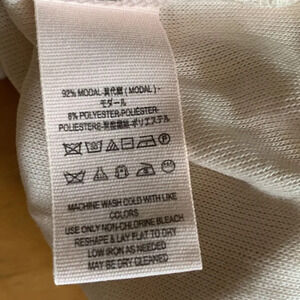 92% MODAL-莫代爾 (MODAL)-
モダール
8% POLYESTER-POLIÉSTER-
POLIESTERE-聚酯纖維-ポリエステル
MACHINE WASH COLD WITH LIKE
COLORS
USE ONLY NON-CHLORINE BLEACH
RESHAPE & LAY FLAT TO DRY
LOW IRON AS NEEDED
MAY BE DRY CLEANED